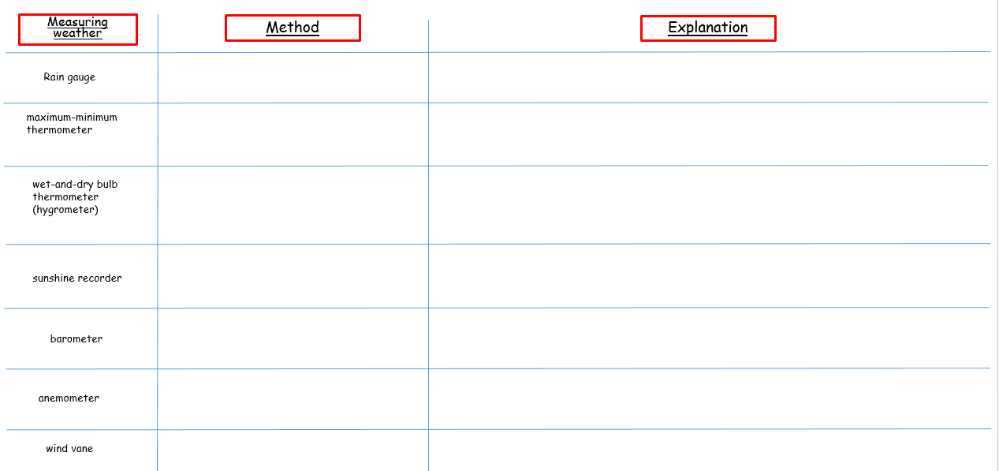 Measuring
weather
Method
Explanation
Rain gauge
maximum-minimum
thermometer
wet-and-dry bulb
thermometer
(hygrometer)
sunshine recorder
barometer
anemometer
wind vane